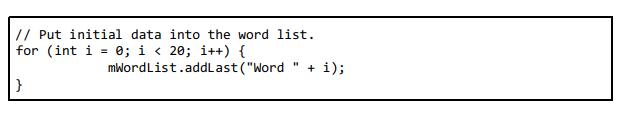 // Put initial data into the word list.
for (int i = 0; i < 20; i++) {
            mWordList.addLast("Word " + i);
}